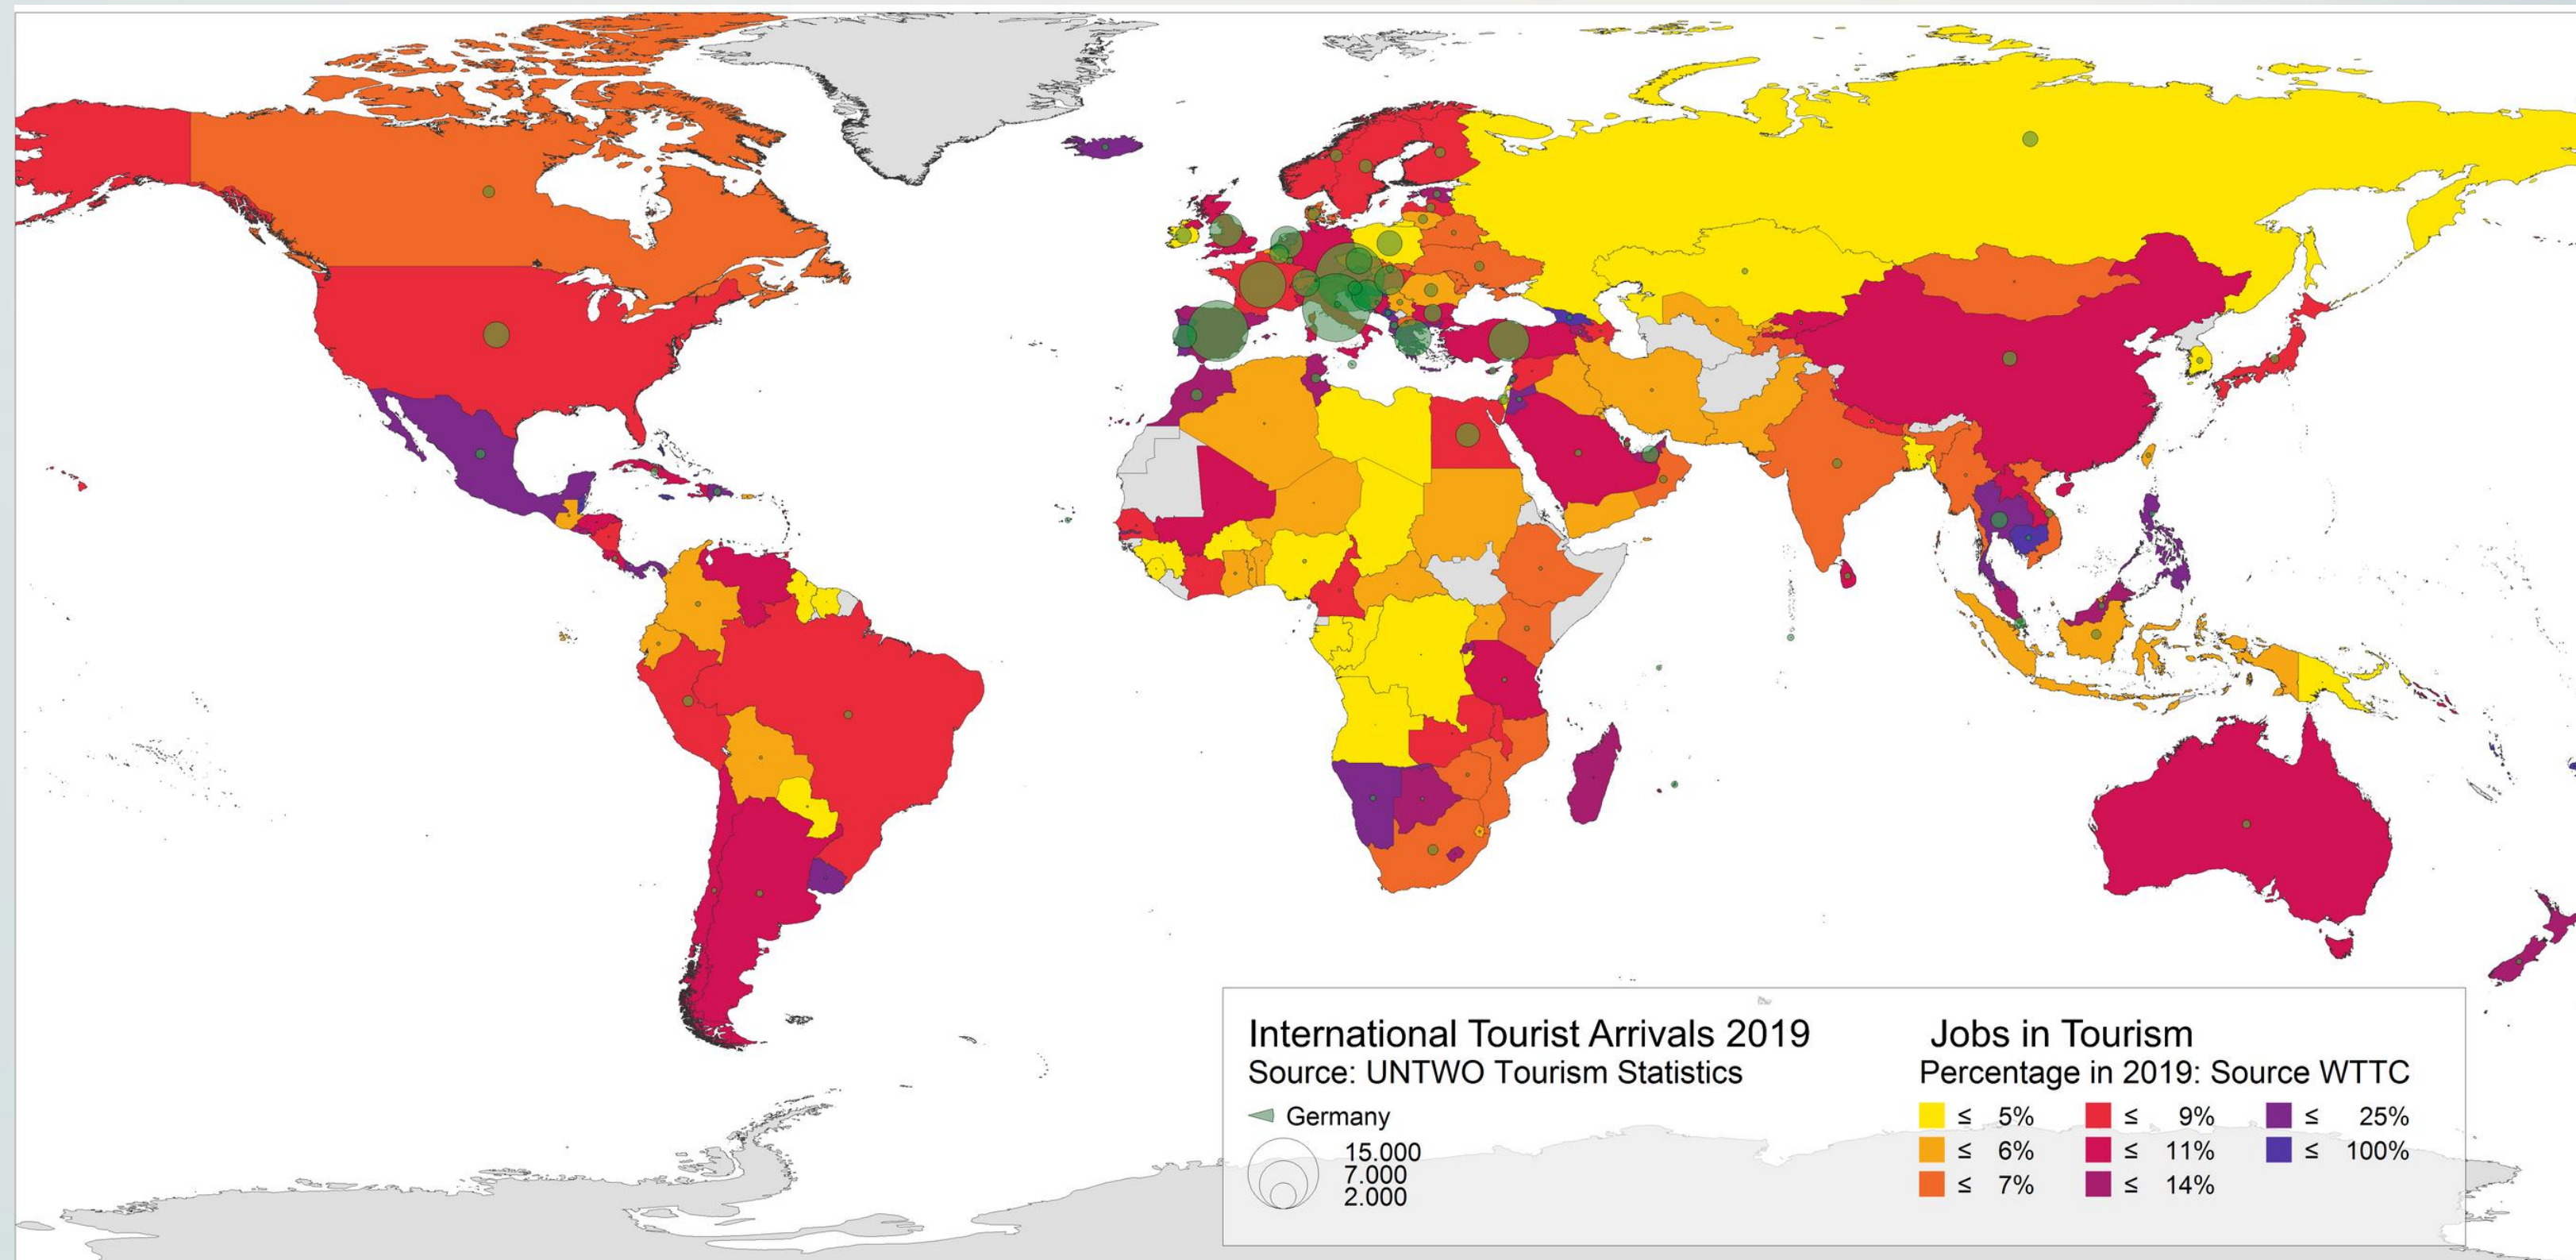 International Tourist Arrivals 2019
Source: UNTWO Tourism Statistics
Germany
15.000
7.000
2.000
Jobs in Tourism
Percentage in 2019: Source WTTC
≤ 5%
≤ 6%
≤ 7%
≤ 9%
≤ 11%
≤ 14%
≤ 25%
≤ 100%